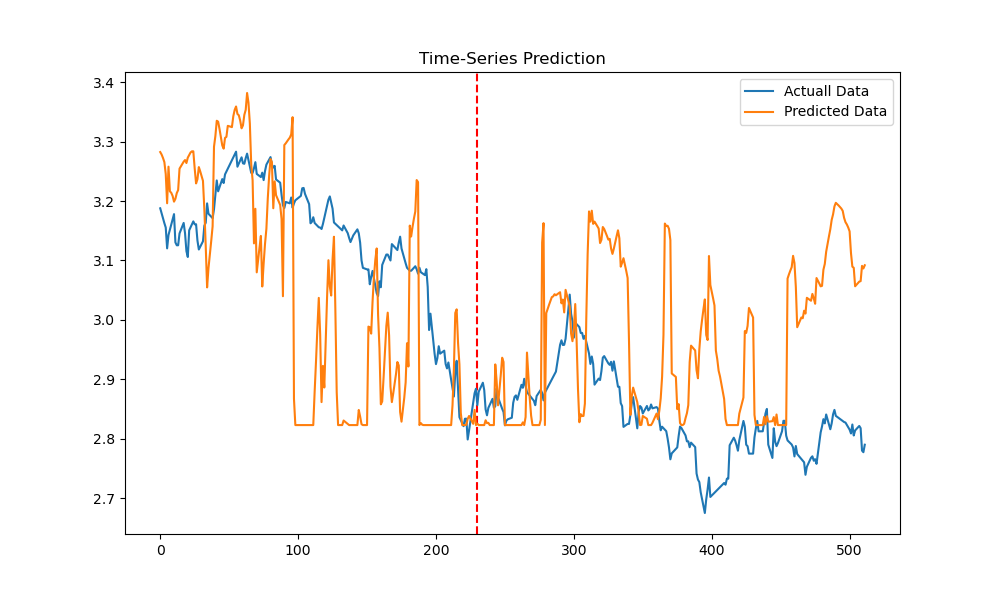 Time-Series Prediction
3.4
3.3
3.2
3.1
3.0
2.9
2.8
2.7
Actuall Data
Predicted Data
0 100 200 300 400 500